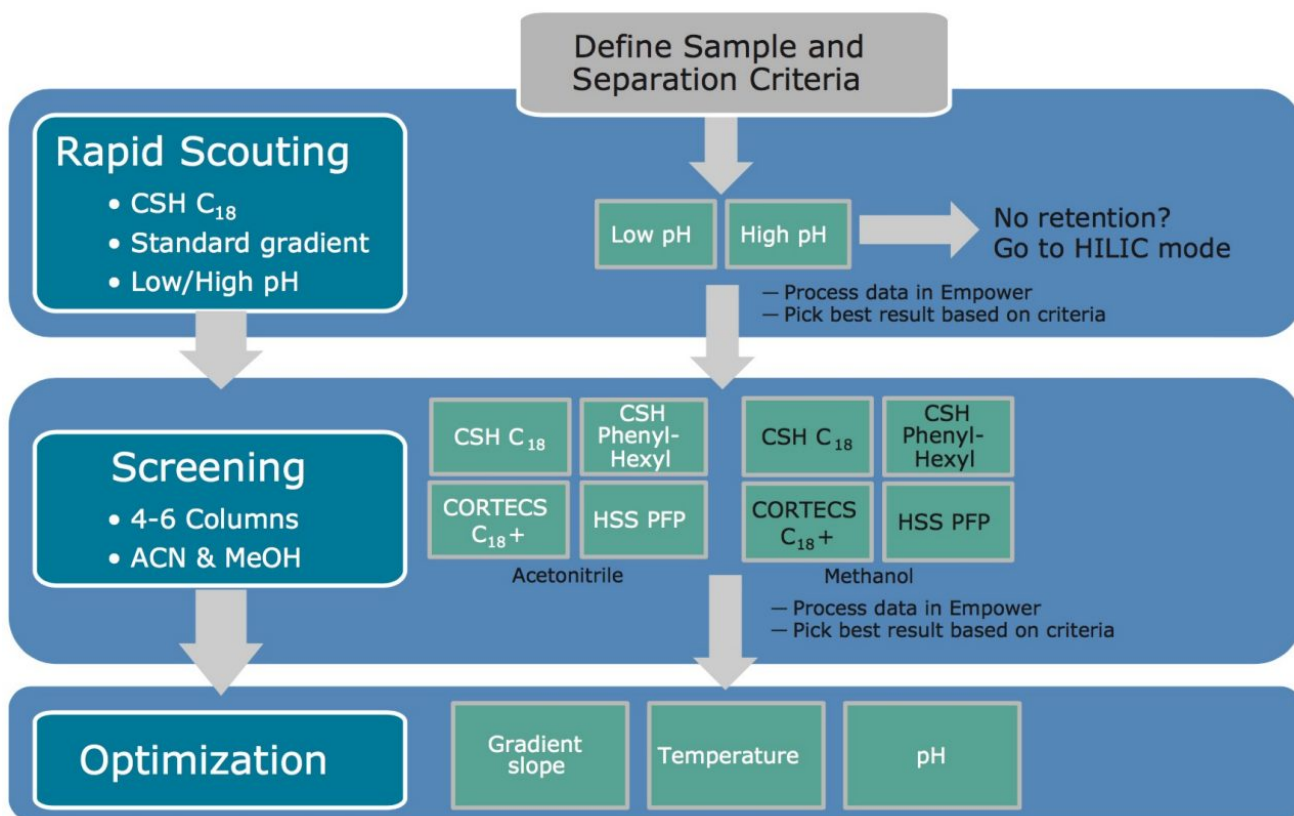 Define Sample and
Separation Criteria
Rapid Scouting
• CSH C₁₈
• Standard gradient
• Low/High pH
Low pH
High pH
No retention?
Go to HILIC mode
— Process data in Empower
— Pick best result based on criteria
Screening
• 4-6 Columns
• ACN & MeOH
CSH C₁₈
CSH
Phenyl-
Hexyl
CORTECS
C₁₈+
HSS PFP
Acetonitrile
CSH C₁₈
CSH
Phenyl-
Hexyl
CORTECS
C₁₈+
HSS PFP
Methanol
— Process data in Empower
— Pick best result based on criteria
Optimization
Gradient
slope
Temperature
pH